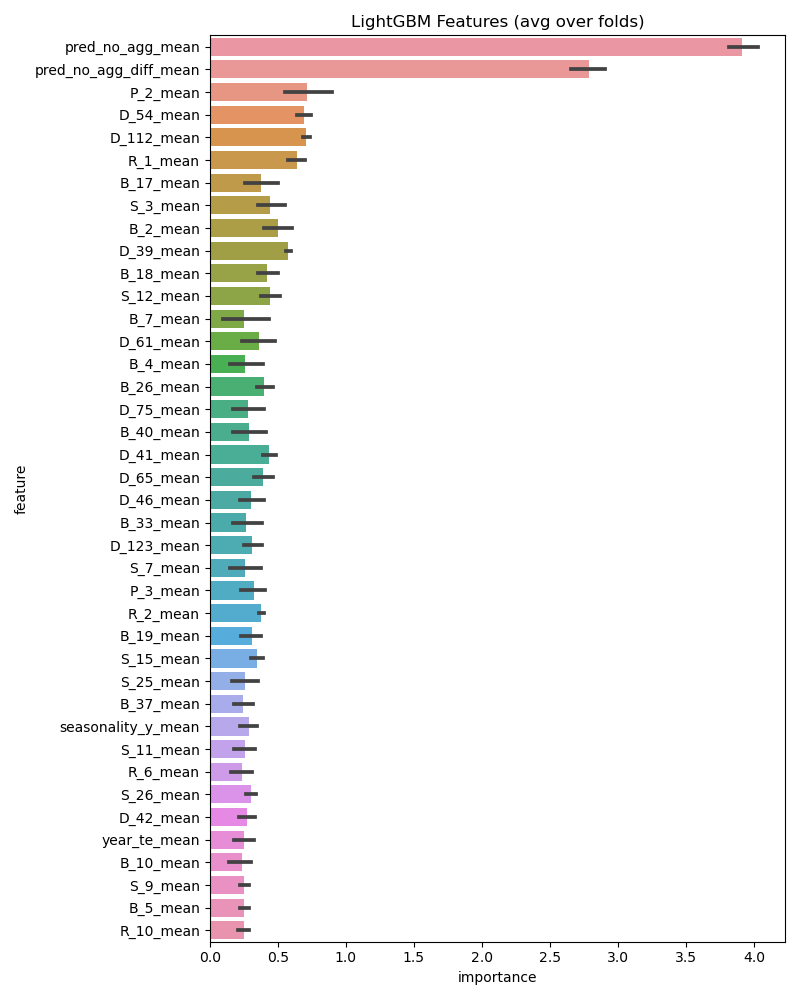 LightGBM Features (avg over folds)
pred_no_agg_mean
pred_no_agg_diff_mean
P_2_mean
D_54_mean
D_112_mean
R_1_mean
B_17_mean
S_3_mean
B_2_mean
D_39_mean
B_18_mean
S_12_mean
B_7_mean
D_61_mean
B_4_mean
B_26_mean
D_75_mean
B_40_mean
D_41_mean
D_65_mean
D_46_mean
B_33_mean
D_123_mean
S_7_mean
P_3_mean
R_2_mean
B_19_mean
S_15_mean
S_25_mean
B_37_mean
seasonality_y_mean
S_11_mean
R_6_mean
S_26_mean
D_42_mean
year_te_mean
B_10_mean
S_9_mean
B_5_mean
R_10_mean
feature
0.0 0.5 1.0 1.5 2.0 2.5 3.0 3.5 4.0
importance